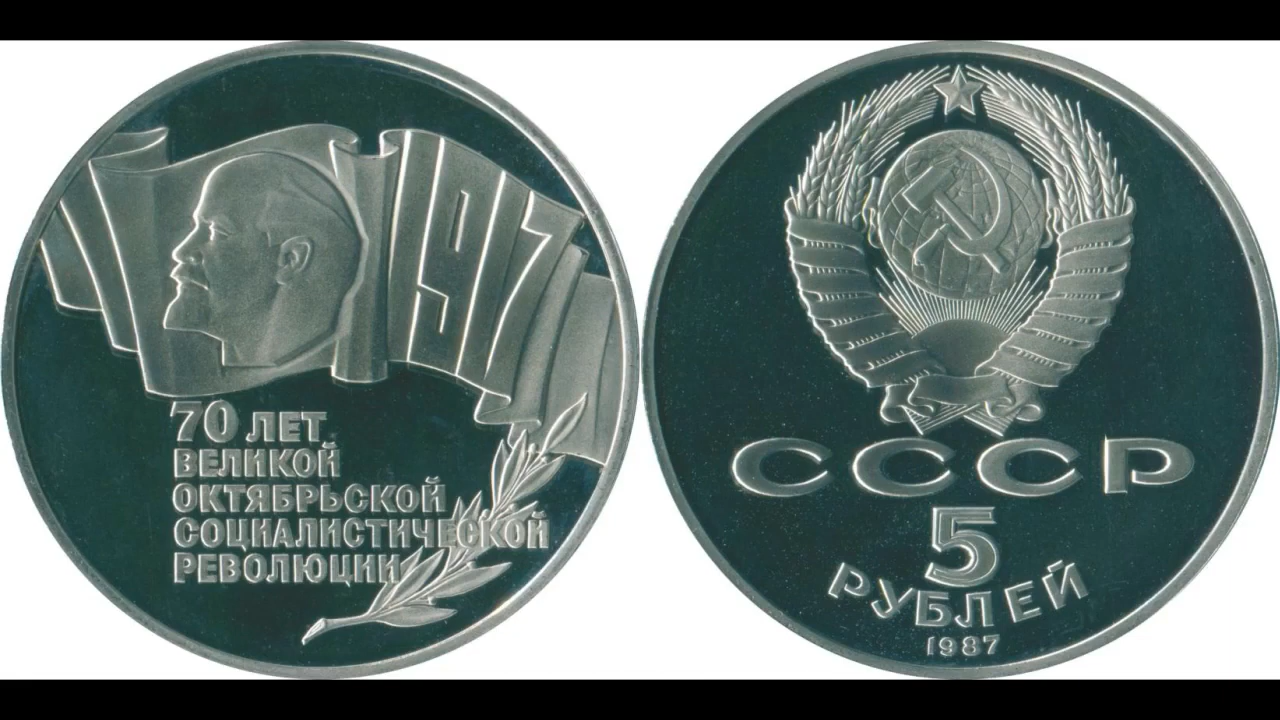 1917
70 ЛЕТ
ВЕЛИКОЙ
ОКТЯБРЬСКОЙ
СОЦИАЛИСТИЧЕСКОЙ
РЕВОЛЮЦИИ
СССР
5
РУБЛЕЙ
1987